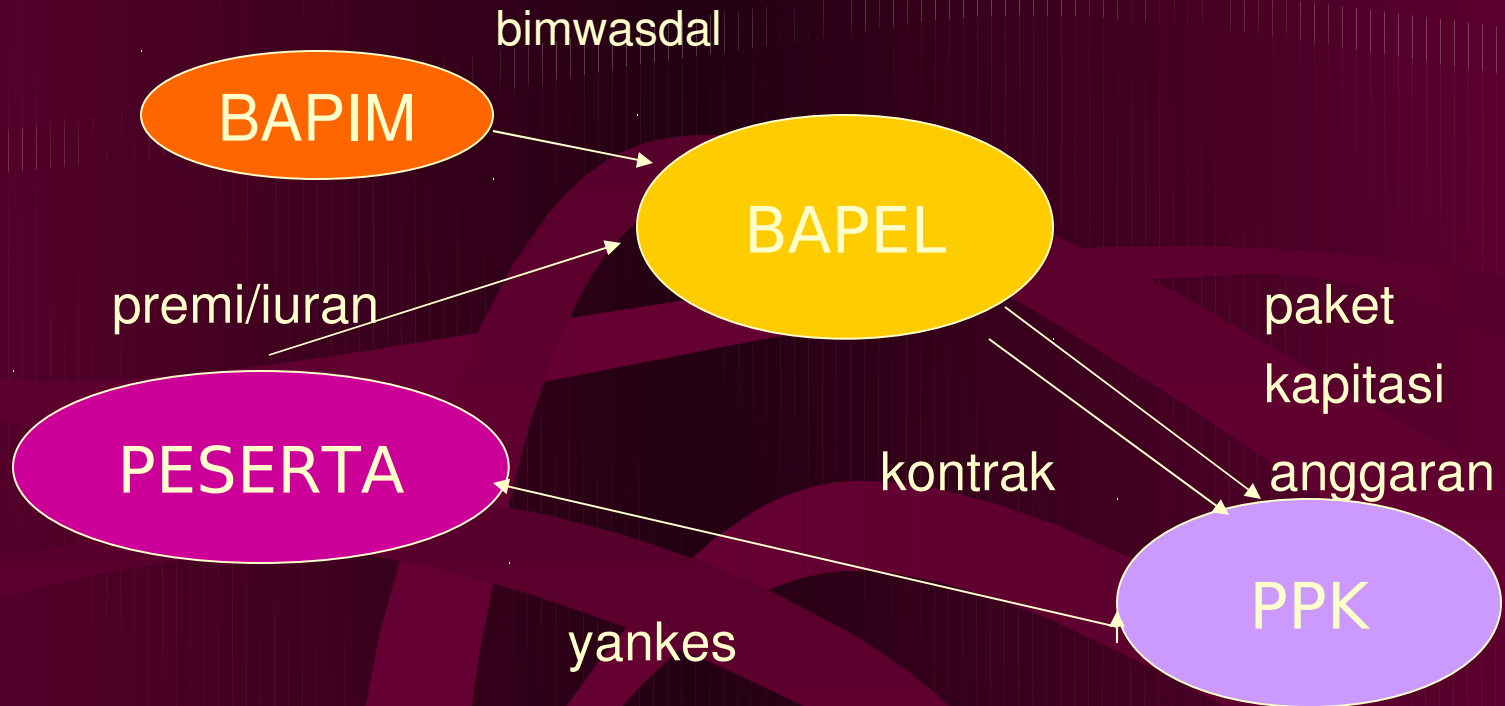 bimwasdal
BAPIM
BAPEL
premi/iuran
paket
kapitasi
PESERTA
kontrak
anggaran
PPK
yankes